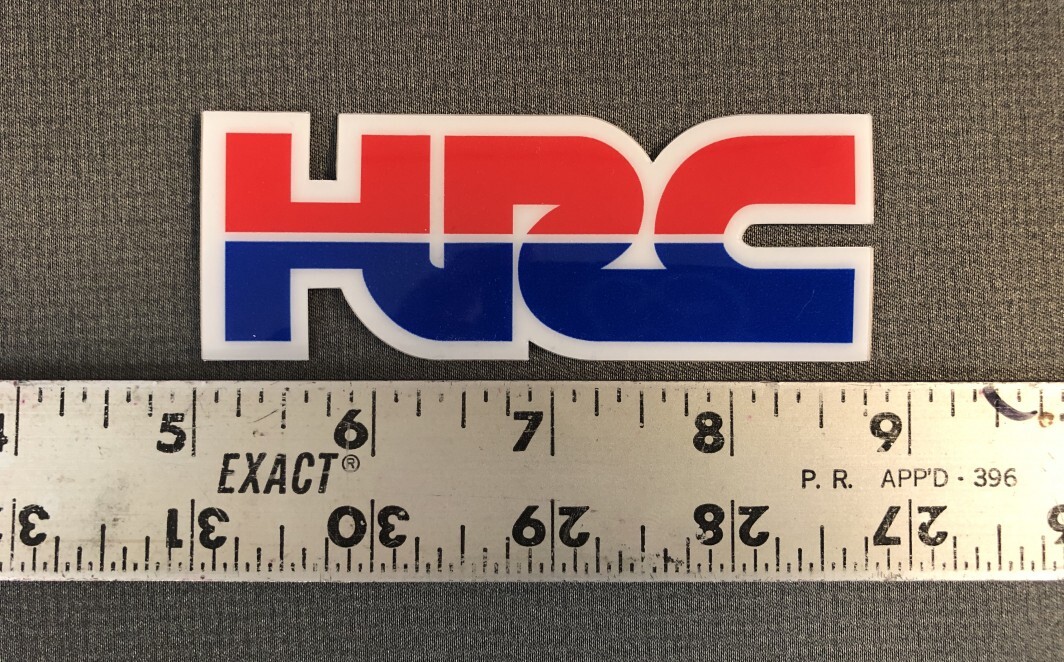 HRC
4 5 6 7 8 9
EXACT® P. R. APP'D - 396
32 31 30 29 28 27